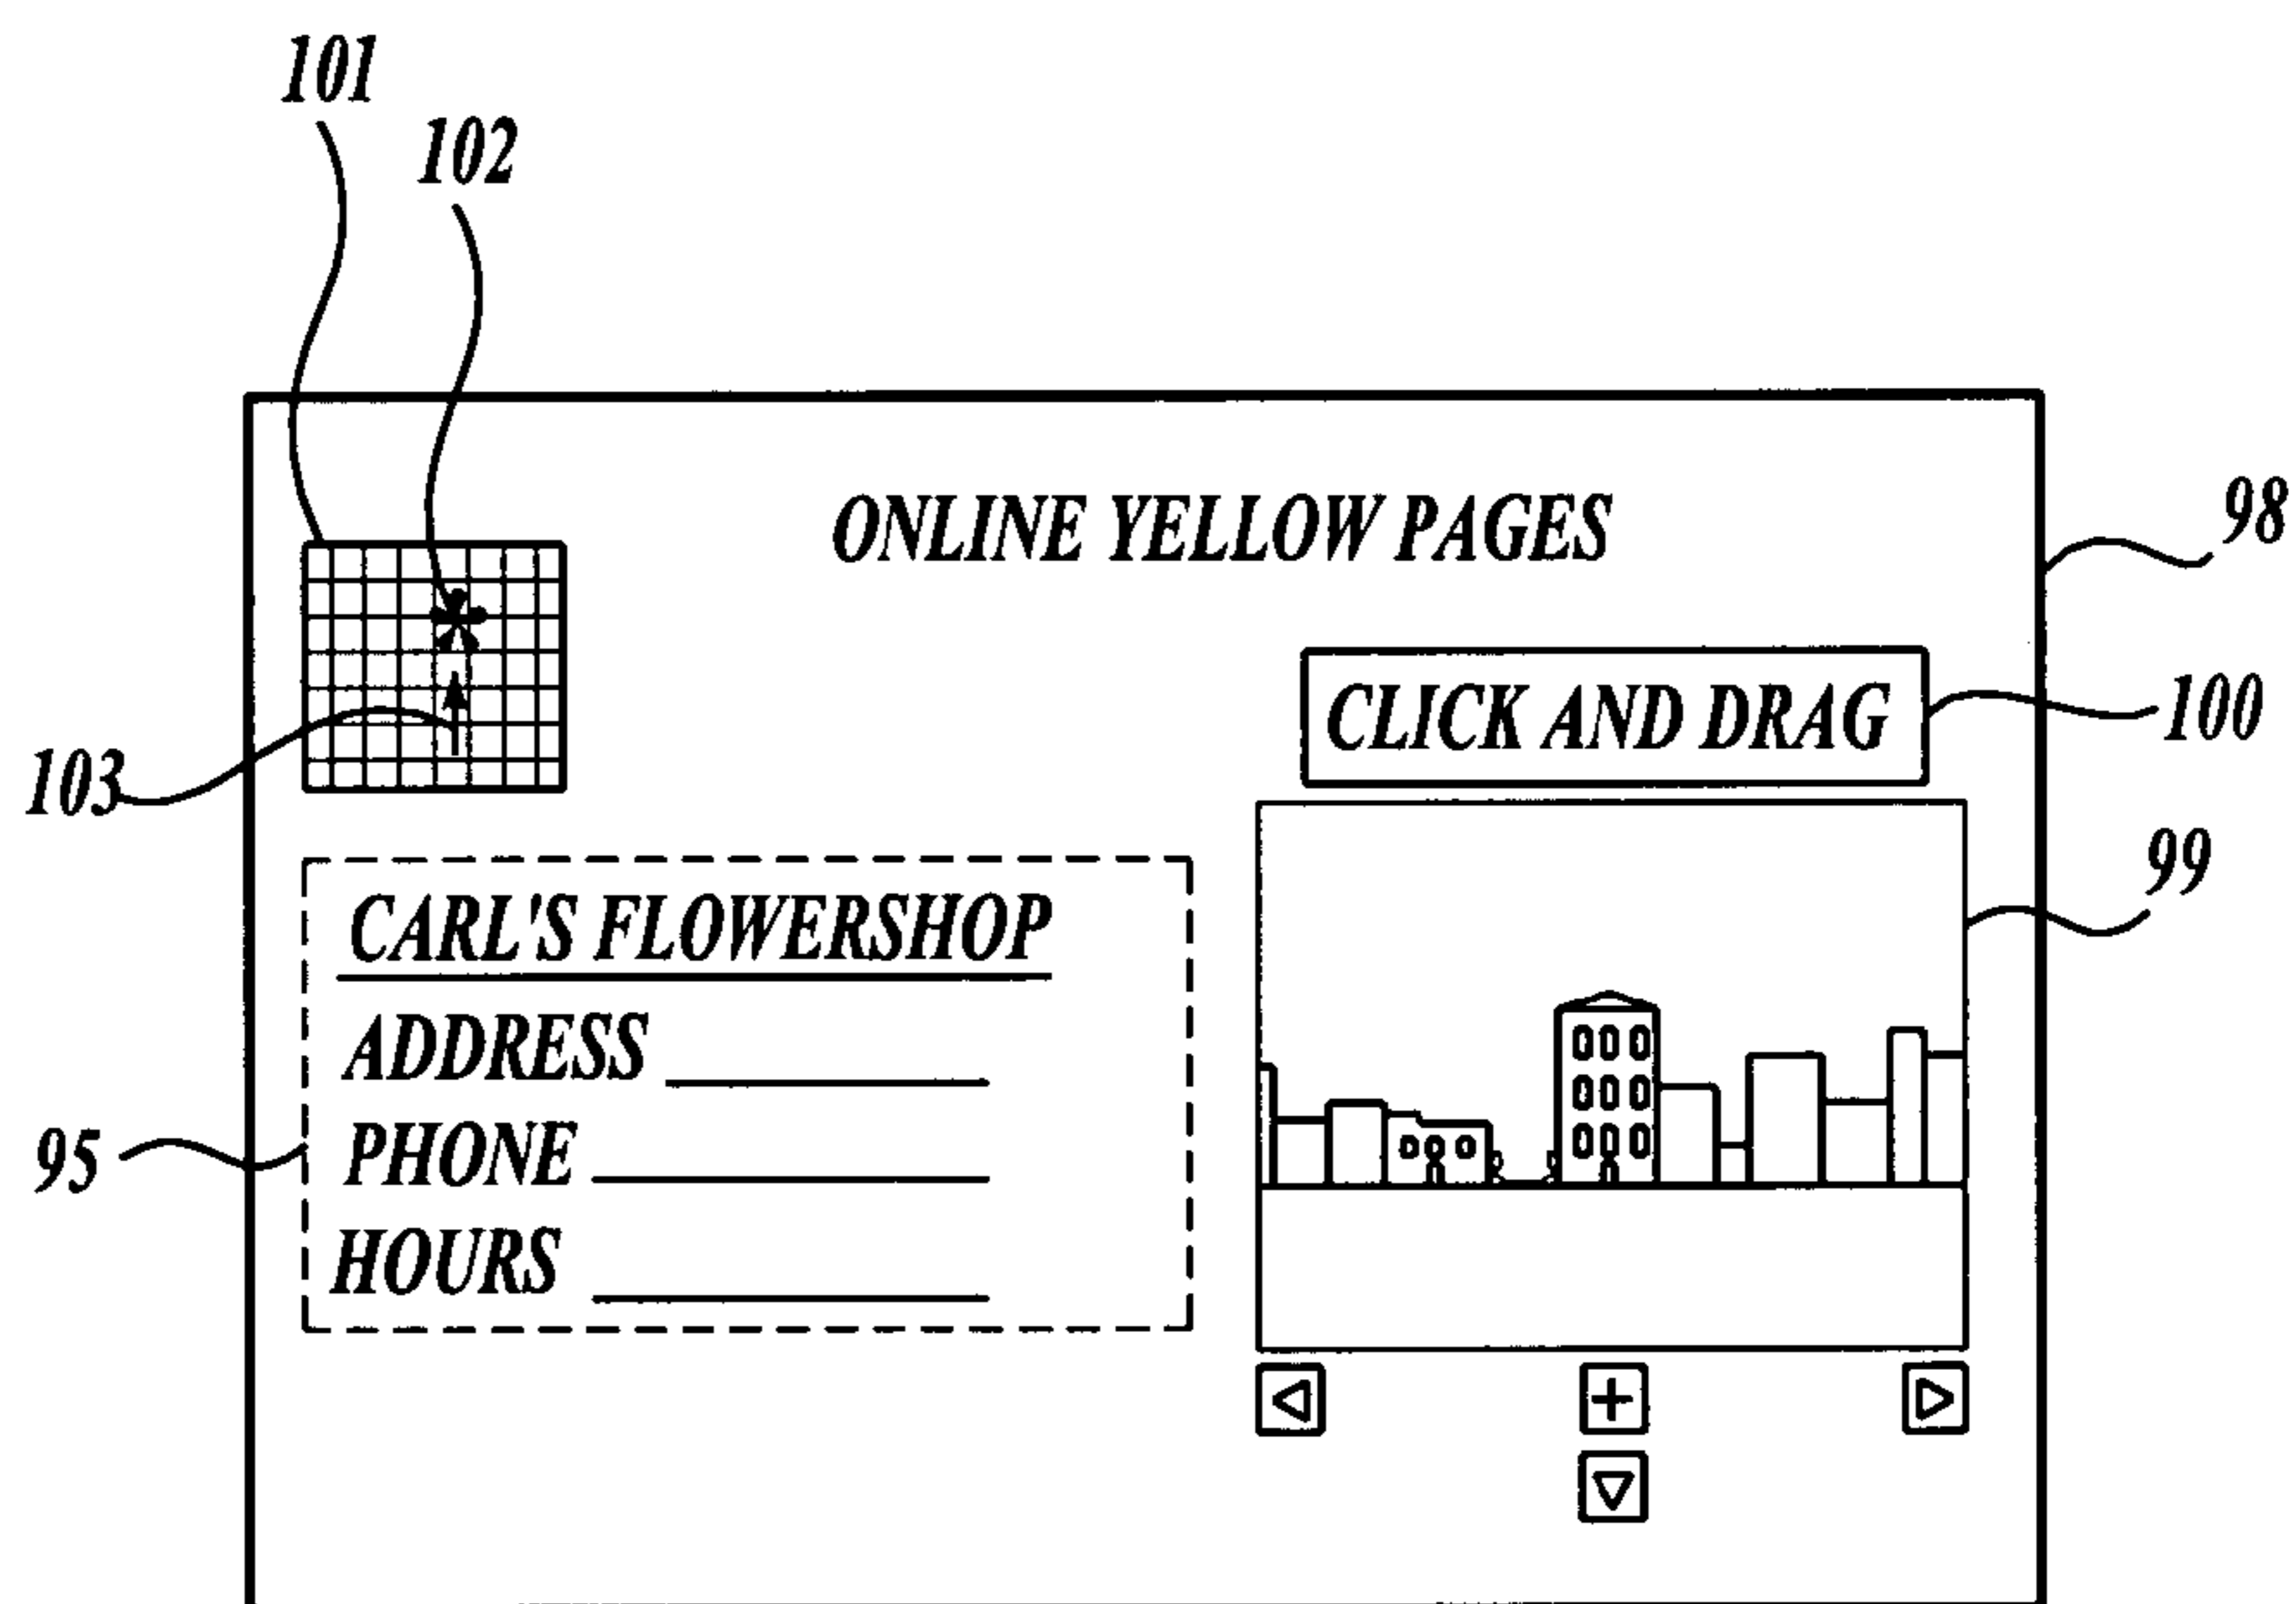 101
102
ONLINE YELLOW PAGES
98
CLICK AND DRAG
100
103
99
CARL'S FLOWERSHOP
ADDRESS
PHONE
95
HOURS